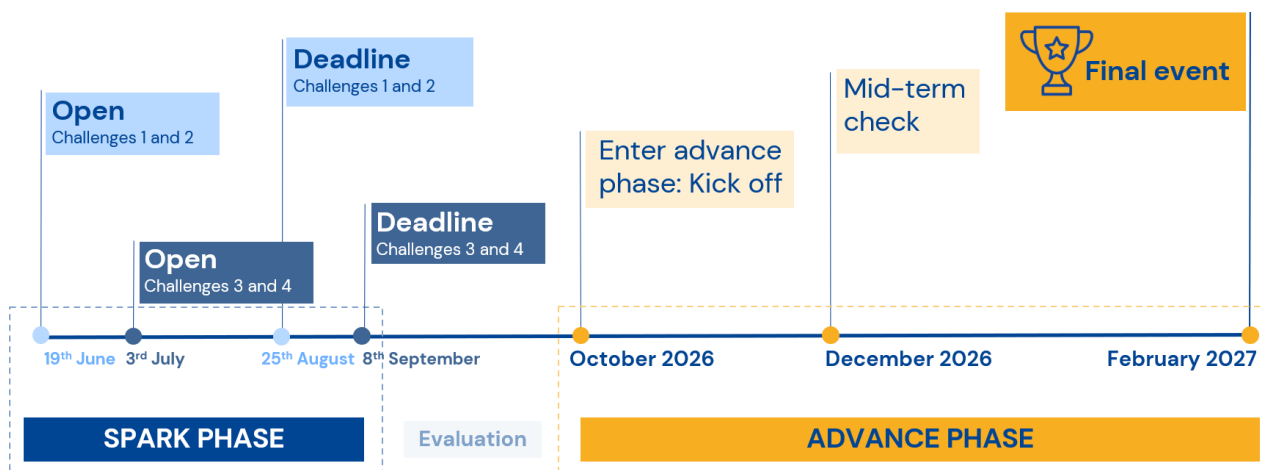 Open
Challenges 1 and 2
Deadline
Challenges 1 and 2
Open
Challenges 3 and 4
Deadline
Challenges 3 and 4
Enter advance
phase: Kick off
Mid-term
check
Final event
19th June
3rd July
25th August
8th September
October 2026
December 2026
February 2027
SPARK PHASE
Evaluation
ADVANCE PHASE